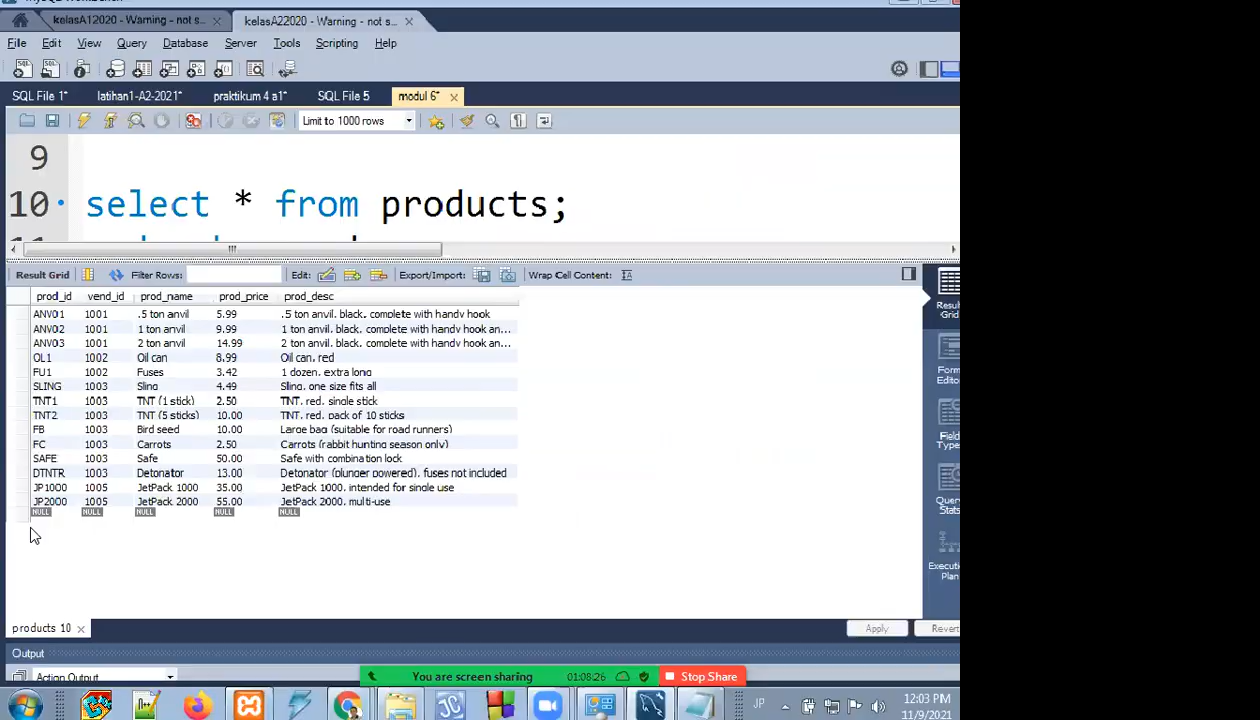 kelasA12020 - Warning - not s...
kelasA22020 - Warning - not s...
File Edit View Query Database Server Tools Scripting Help
SQL File 1* latihan1-A2-2021* praktikum 4 a1* SQL File 5 modul 6*
Limit to 1000 rows
9
10 select * from products;
Result Grid Filter Rows: Edit: Export/Import: Wrap Cell Content:
prod_id vend_id prod_name prod_price prod_desc
ANV01 1001 .5 ton anvil 5.99 .5 ton anvil, black, complete with handy hook
ANV02 1001 1 ton anvil 9.99 1 ton anvil, black, complete with handy hook an...
ANV03 1001 2 ton anvil 14.99 2 ton anvil, black, complete with handy hook an...
OL1 1002 Oil can 8.99 Oil can, red
FU1 1002 Fuses 3.42 1 dozen, extra long
SLING 1003 Sling 4.49 Sling, one size fits all
TNT1 1003 TNT (1 stick) 2.50 TNT, red, single stick
TNT2 1003 TNT (5 sticks) 10.00 TNT, red, pack of 10 sticks
FB 1003 Bird seed 10.00 Large bag (suitable for road runners)
FC 1003 Carrots 2.50 Carrots (rabbit hunting season only)
SAFE 1003 Safe 50.00 Safe with combination lock
DTNTR 1003 Detonator 13.00 Detonator (plunger powered), fuses not included
JP1000 1005 JetPack 1000 35.00 JetPack 1000, intended for single use
JP2000 1005 JetPack 2000 55.00 JetPack 2000, multi-use
NULL NULL NULL NULL NULL
Resu
Grid
Form
Editor
Field
Types
Query
Stats
Executi
Plan
products 10
Apply Revert
Output
Action Output
You are screen sharing 01:08:26 Stop Share
JP
12:03 PM
11/9/2021